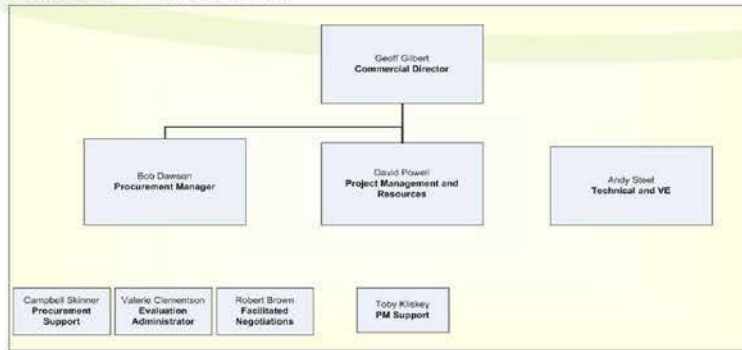 Geoff Gilbert
Commercial Director
Bob Dawson
Procurement Manager
David Powell
Project Management and
Resources
Andy Steel
Technical and VE
Campbell Skinner
Procurement
Support
Valerie Clementson
Evaluation
Administrator
Robert Brown
Facilitated
Negotiations
Toby Kliskey
PM Support